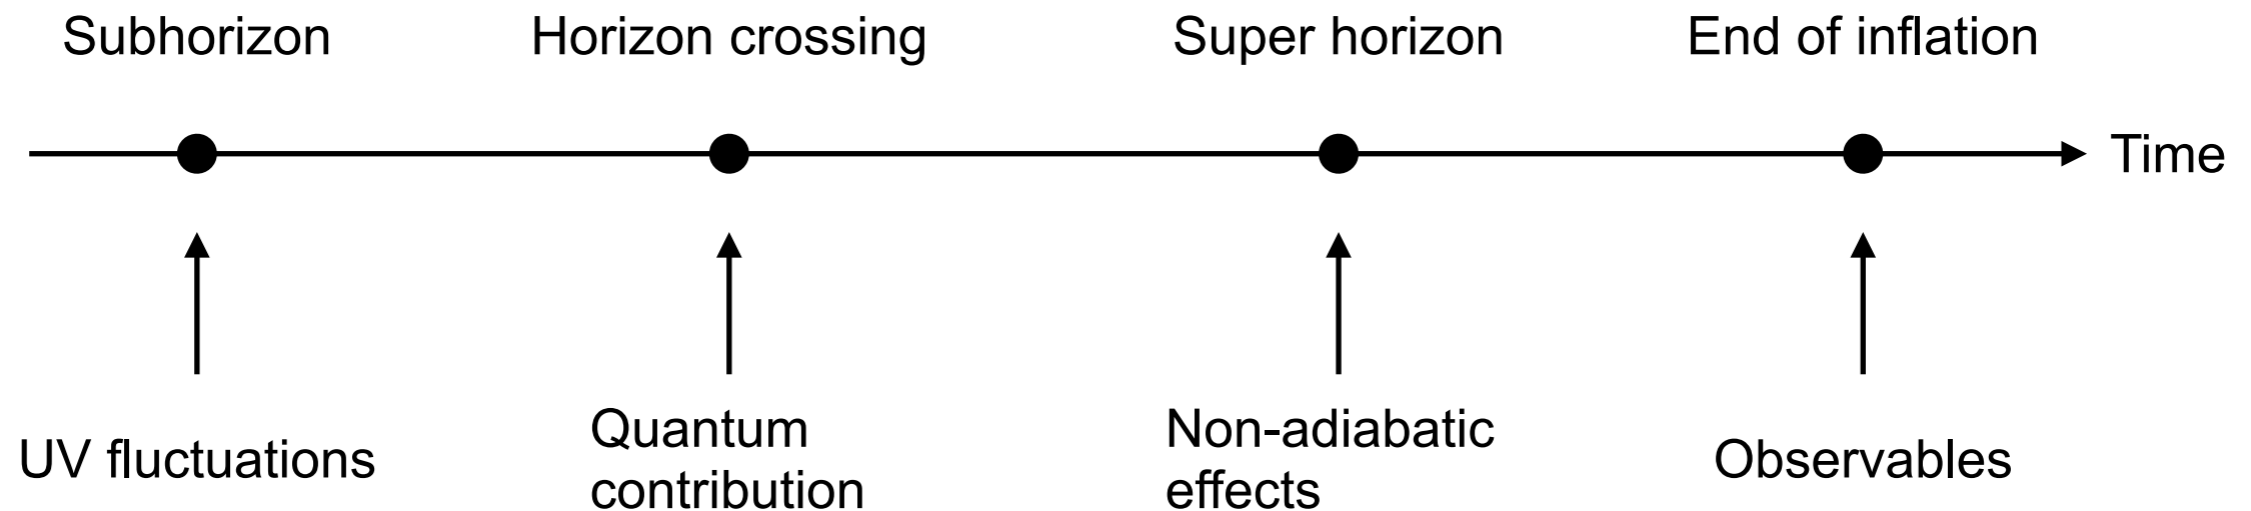 Subhorizon
Horizon crossing
Super horizon
End of inflation
Time
UV fluctuations
Quantum
contribution
Non-adiabatic
effects
Observables